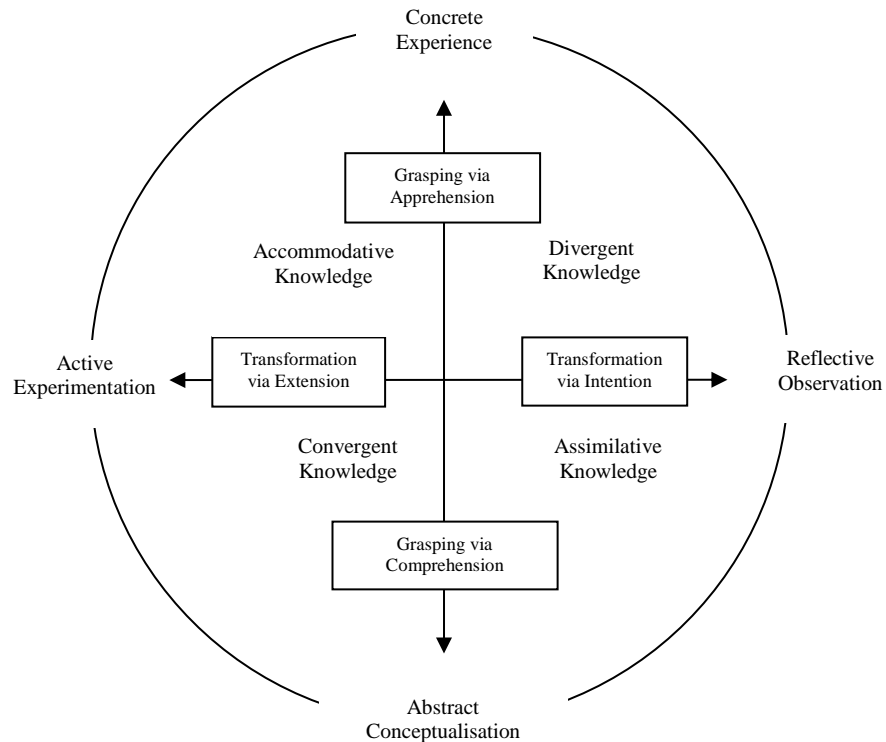 Concrete
Experience
Grasping via
Apprehension
Accommodative
Knowledge
Divergent
Knowledge
Active
Experimentation
Transformation
via Extension
Transformation
via Intention
Reflective
Observation
Convergent
Knowledge
Assimilative
Knowledge
Grasping via
Comprehension
Abstract
Conceptualisation